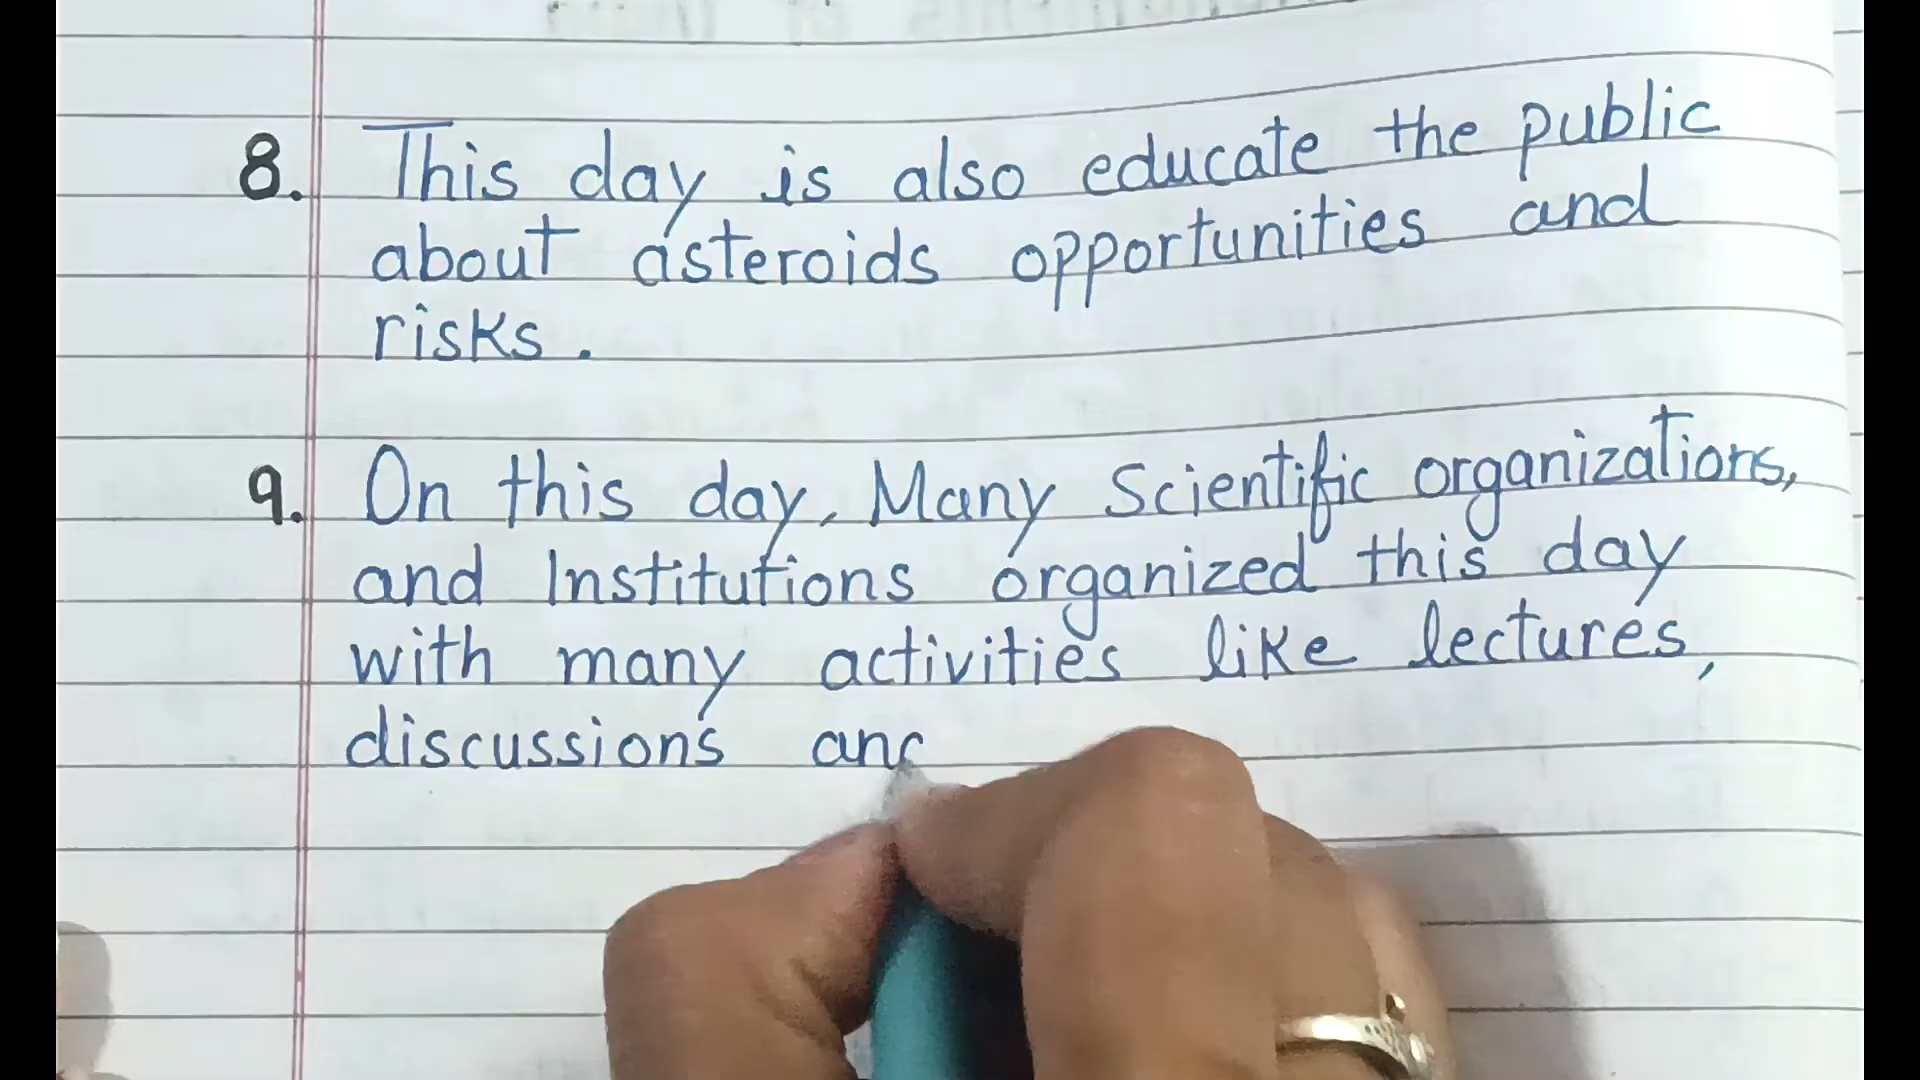 8. This day is also educate the public
about asteroids opportunities and
risks.
9. On this day, Many Scientific organizations,
and Institutions organized this day
with many activities like lectures,
discussions